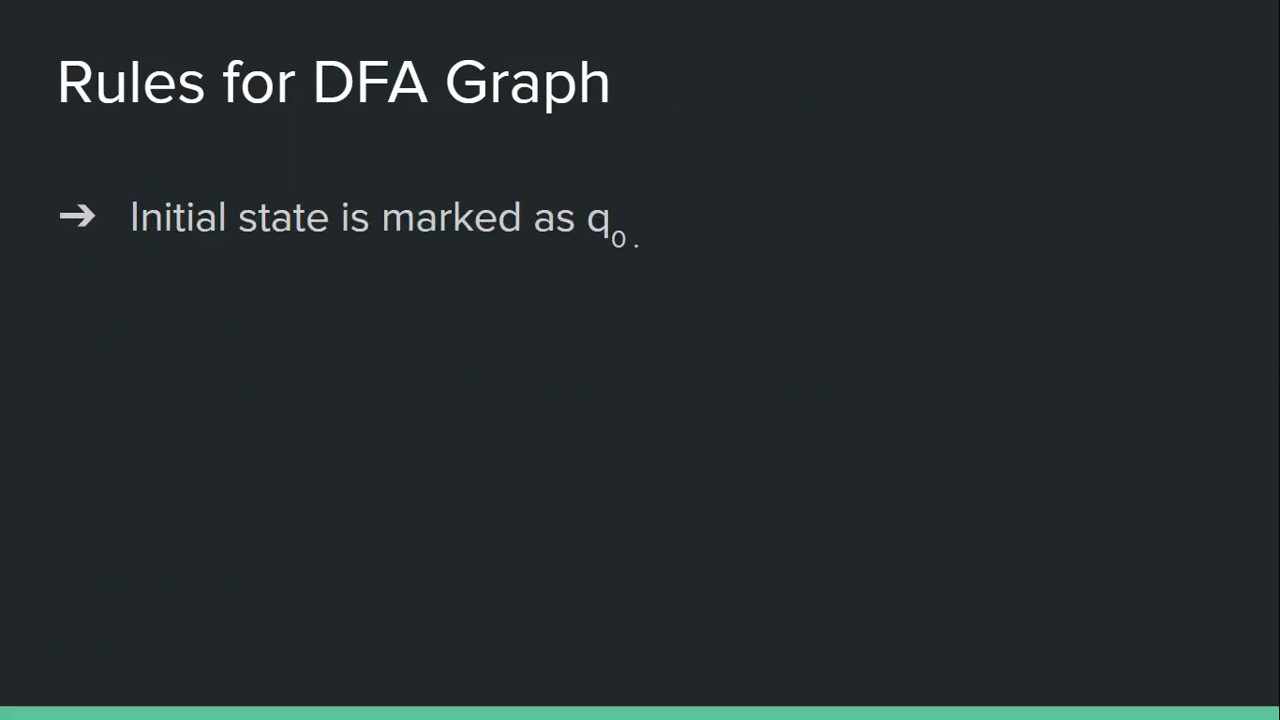 Rules for DFA Graph
➔ Initial state is marked as q₀ .